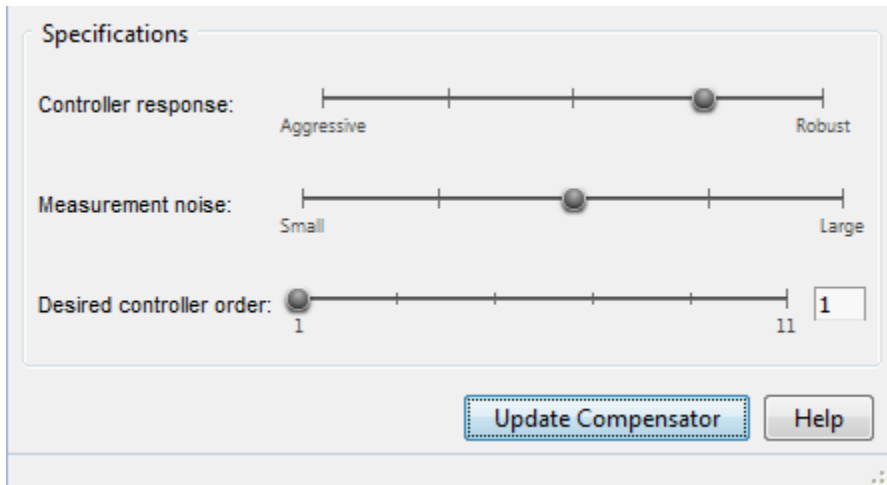 Specifications
Controller response:
Aggressive Robust
Measurement noise:
Small Large
Desired controller order: 1
1 11
Update Compensator Help